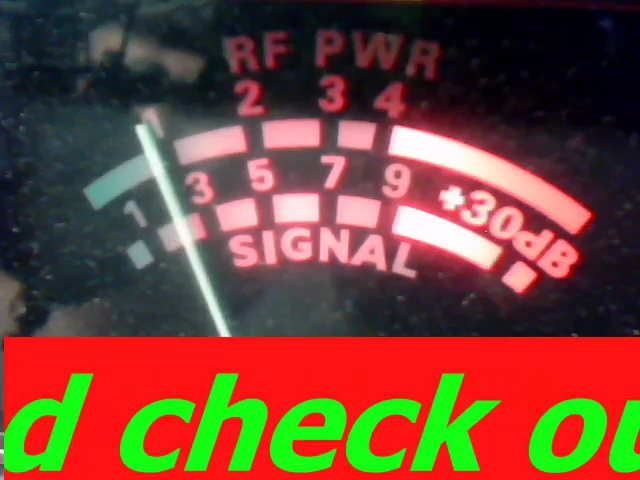 RF PWR
1 2 3 4
1 3 5 7 9 +30dB
SIGNAL
d check ou